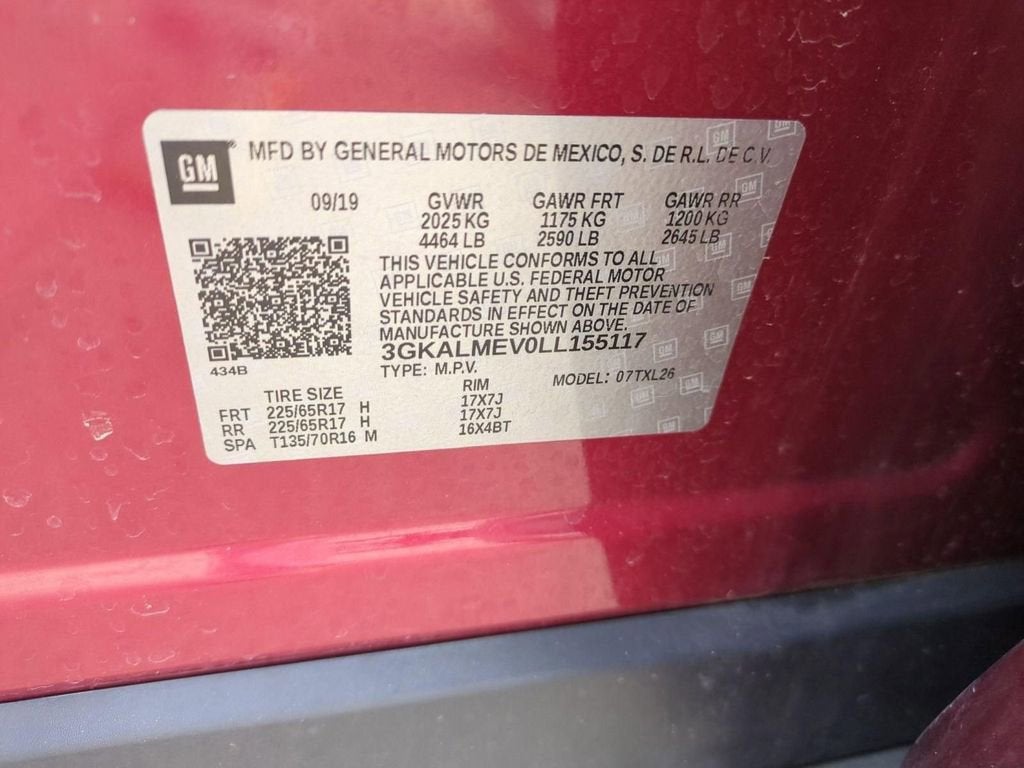 GM
MFD BY GENERAL MOTORS DE MEXICO, S. DE R.L. DE C.V.
09/19 GVWR GAWR FRT GAWR RR
2025 KG 1175 KG 1200 KG
4464 LB 2590 LB 2645 LB
THIS VEHICLE CONFORMS TO ALL
APPLICABLE U.S. FEDERAL MOTOR
VEHICLE SAFETY AND THEFT PREVENTION
STANDARDS IN EFFECT ON THE DATE OF
MANUFACTURE SHOWN ABOVE.
3GKALMEV0LL155117
434B
TYPE: M.P.V. MODEL: 07TXL26
TIRE SIZE RIM
FRT 225/65R17 H 17X7J
RR 225/65R17 H 17X7J
SPA T135/70R16 M 16X4BT